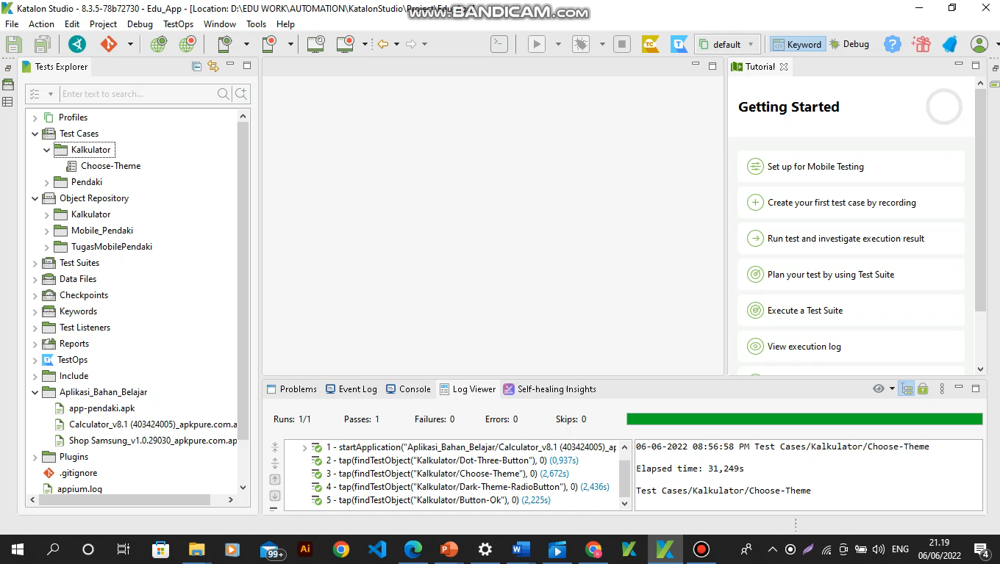 Katalon Studio - 8.3.5-78b72730 - Edu_App - [Location: D:\EDU WORK\AUTOMATION\KatalonStudio\Project\Edu_App]
www.BANDICAM.com
File Action Edit Project Debug TestOps Window Tools Help
default Keyword Debug
Tests Explorer
Enter text to search...
Profiles
Test Cases
Kalkulator
Choose-Theme
Pendaki
Object Repository
Kalkulator
Mobile_Pendaki
TugasMobilePendaki
Test Suites
Data Files
Checkpoints
Keywords
Test Listeners
Reports
TestOps
Include
Aplikasi_Bahan_Belajar
app-pendaki.apk
Calculator_v8.1 (403424005)_apkpure.com.a
Shop Samsung_v1.0.29030_apkpure.com.ap
Plugins
.gitignore
appium.log
Tutorial
Getting Started
Set up for Mobile Testing
Create your first test case by recording
Run test and investigate execution result
Plan your test by using Test Suite
Execute a Test Suite
View execution log
Problems Event Log Console Log Viewer Self-healing Insights
Runs: 1/1 Passes: 1 Failures: 0 Errors: 0 Skips: 0
1 - startApplication("Aplikasi_Bahan_Belajar/Calculator_v8.1 (403424005)_ap
2 - tap(findTestObject("Kalkulator/Dot-Three-Button"), 0) (0,937s)
3 - tap(findTestObject("Kalkulator/Choose-Theme"), 0) (2,672s)
4 - tap(findTestObject("Kalkulator/Dark-Theme-RadioButton"), 0) (2,436s)
5 - tap(findTestObject("Kalkulator/Button-Ok"), 0) (2,225s)
06-06-2022 08:56:58 PM Test Cases/Kalkulator/Choose-Theme
Elapsed time: 31,249s
Test Cases/Kalkulator/Choose-Theme
99+
Ai
ENG
21.19
06/06/2022
4